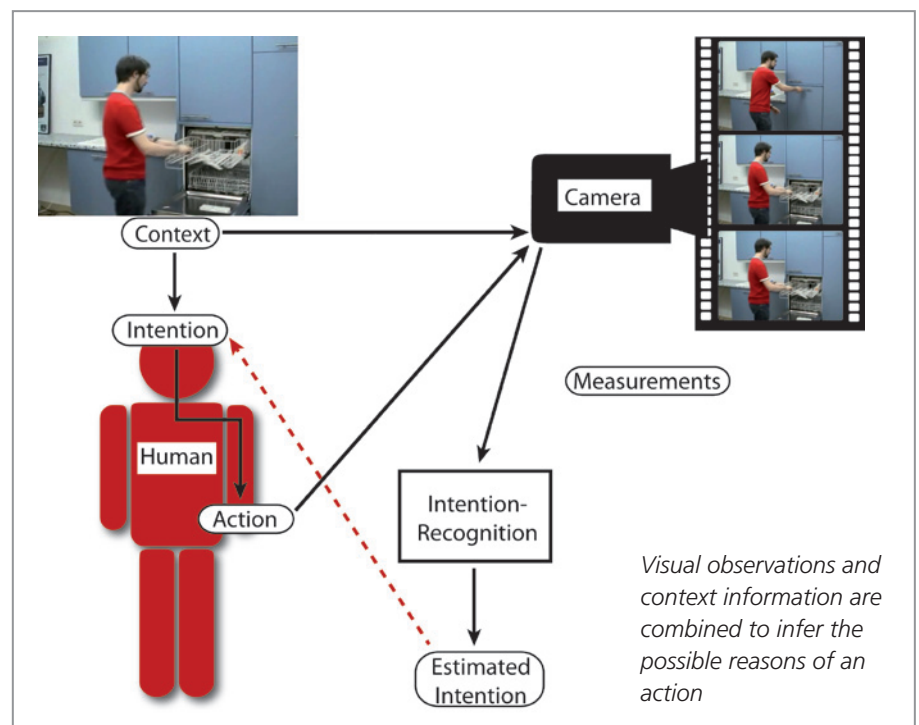 Context
Camera
Intention
Measurements
Human
Action
Intention-
Recognition
Estimated
Intention
Visual observations and
context information are
combined to infer the
possible reasons of an
action